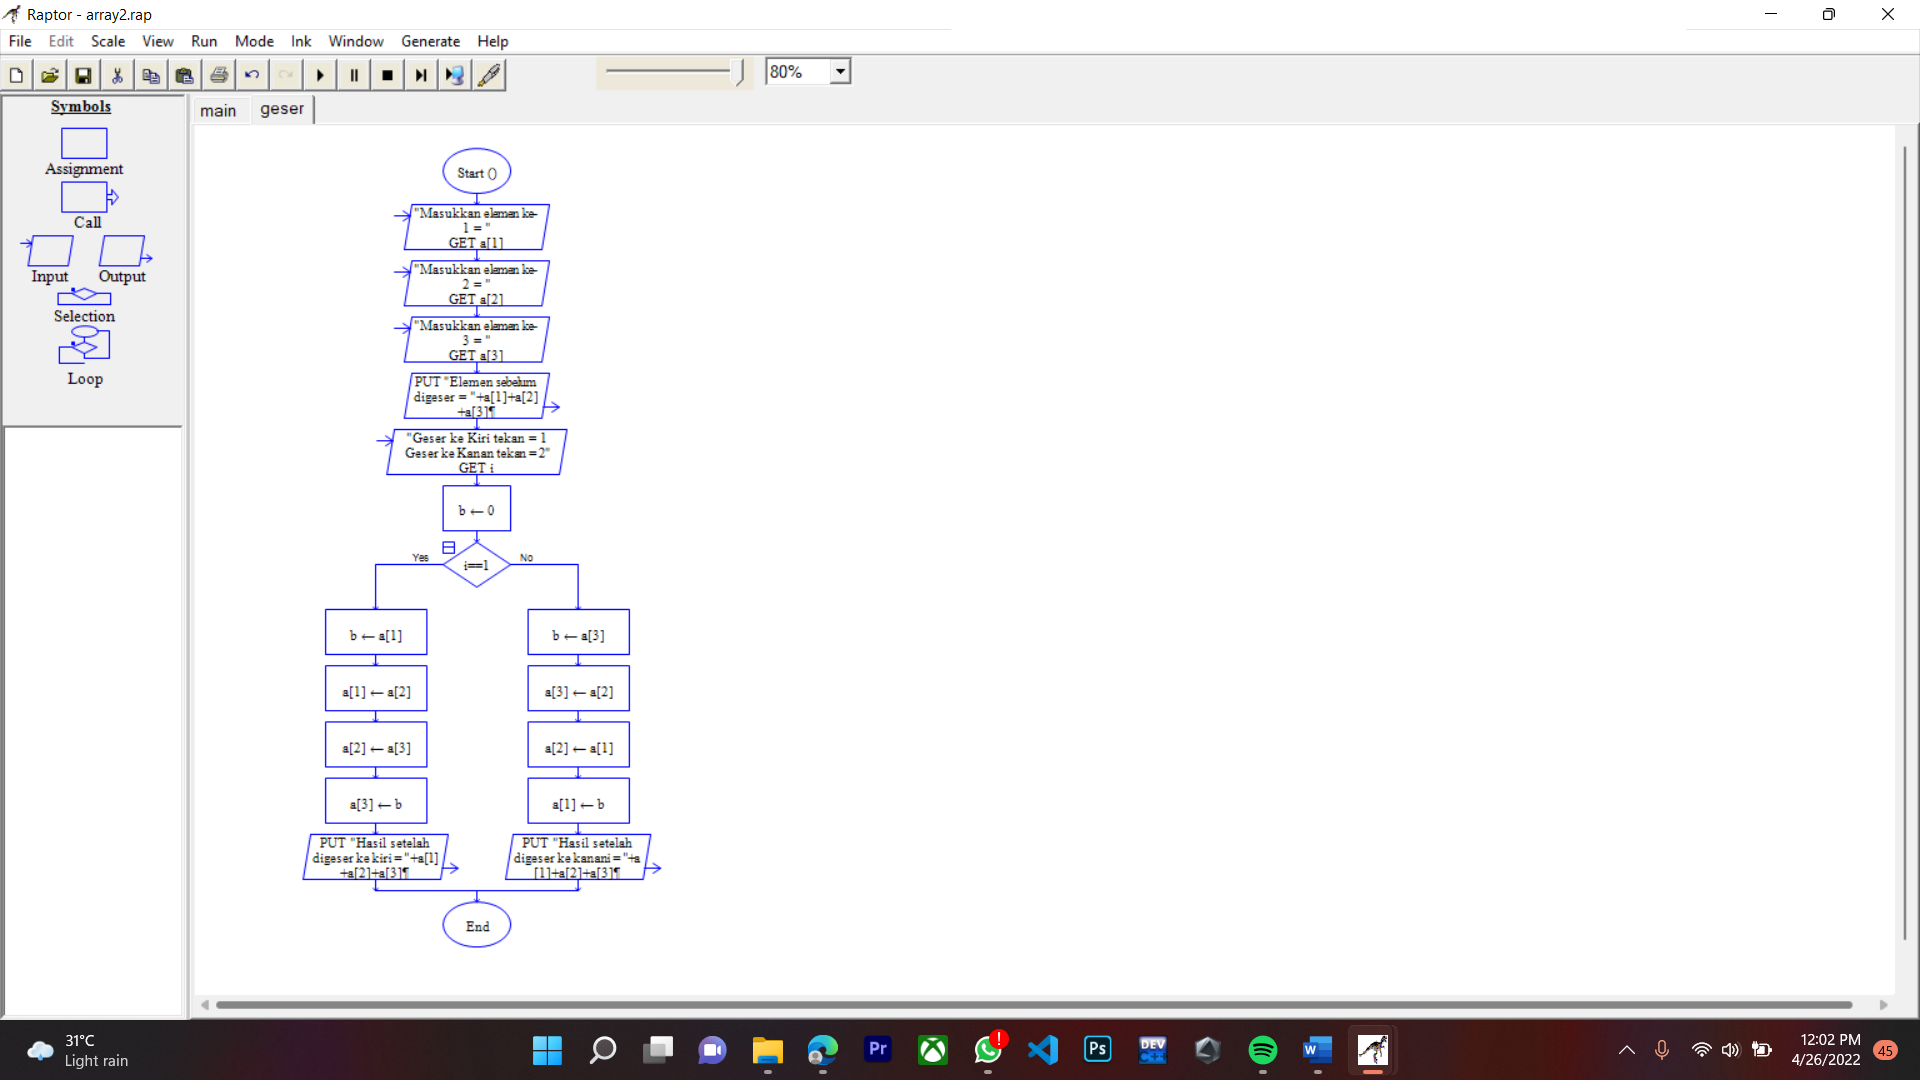 Raptor - array2.rap
File Edit Scale View Run Mode Ink Window Generate Help
80%
Symbols
Assignment
Call
Input Output
Selection
Loop
main geser
Start ()
"Masukkan elemen ke-
1 = "
GET a[1]
"Masukkan elemen ke-
2 = "
GET a[2]
"Masukkan elemen ke-
3 = "
GET a[3]
PUT "Elemen sebelum
digeser = "+a[1]+a[2]
+a[3]¶
"Geser ke Kiri tekan = 1
Geser ke Kanan tekan = 2"
GET i
b ← 0
Yes i==1 No
b ← a[1]
a[1] ← a[2]
a[2] ← a[3]
a[3] ← b
PUT "Hasil setelah
digeser ke kiri = "+a[1]
+a[2]+a[3]¶
b ← a[3]
a[3] ← a[2]
a[2] ← a[1]
a[1] ← b
PUT "Hasil setelah
digeser ke kanani = "+a
[1]+a[2]+a[3]¶
End
31°C
Light rain
Pr
!
Ps
DEV
W
12:02 PM
4/26/2022
45